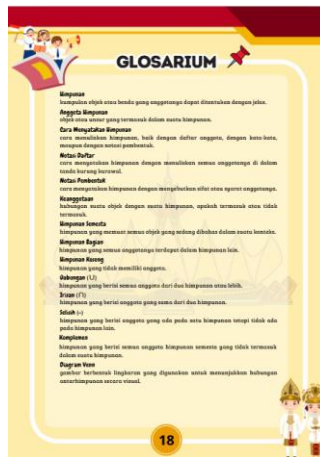 GLOSARIUM
Himpunan
kumpulan objek atau benda yang anggotanya dapat ditentukan dengan jelas.
Anggota Himpunan
objek atau unsur yang termasuk dalam suatu himpunan.
Cara Menyatakan Himpunan
cara menuliskan himpunan, baik dengan daftar anggota, dengan kata-kata,
maupun dengan notasi pembentuk.
Notasi Daftar
cara menyatakan himpunan dengan menuliskan semua anggotanya di dalam
tanda kurung kurawal.
Notasi Pembentuk
cara menyatakan himpunan dengan menyebutkan sifat atau syarat anggotanya.
Keanggotaan
hubungan suatu objek dengan suatu himpunan, apakah termasuk atau tidak
termasuk.
Himpunan Semesta
himpunan yang memuat semua objek yang sedang dibahas dalam suatu konteks.
Himpunan Bagian
himpunan yang semua anggotanya terdapat dalam himpunan lain.
Himpunan Kosong
himpunan yang tidak memiliki anggota.
Gabungan (∪)
himpunan yang berisi semua anggota dari dua himpunan atau lebih.
Irisan (∩)
himpunan yang berisi anggota yang sama dari dua himpunan.
Selisih (-)
himpunan yang berisi anggota yang ada pada satu himpunan tetapi tidak ada
pada himpunan lain.
Komplemen
himpunan yang berisi semua anggota himpunan semesta yang tidak termasuk
dalam suatu himpunan.
Diagram Venn
gambar berbentuk lingkaran yang digunakan untuk menunjukkan hubungan
antarhimpunan secara visual.
18